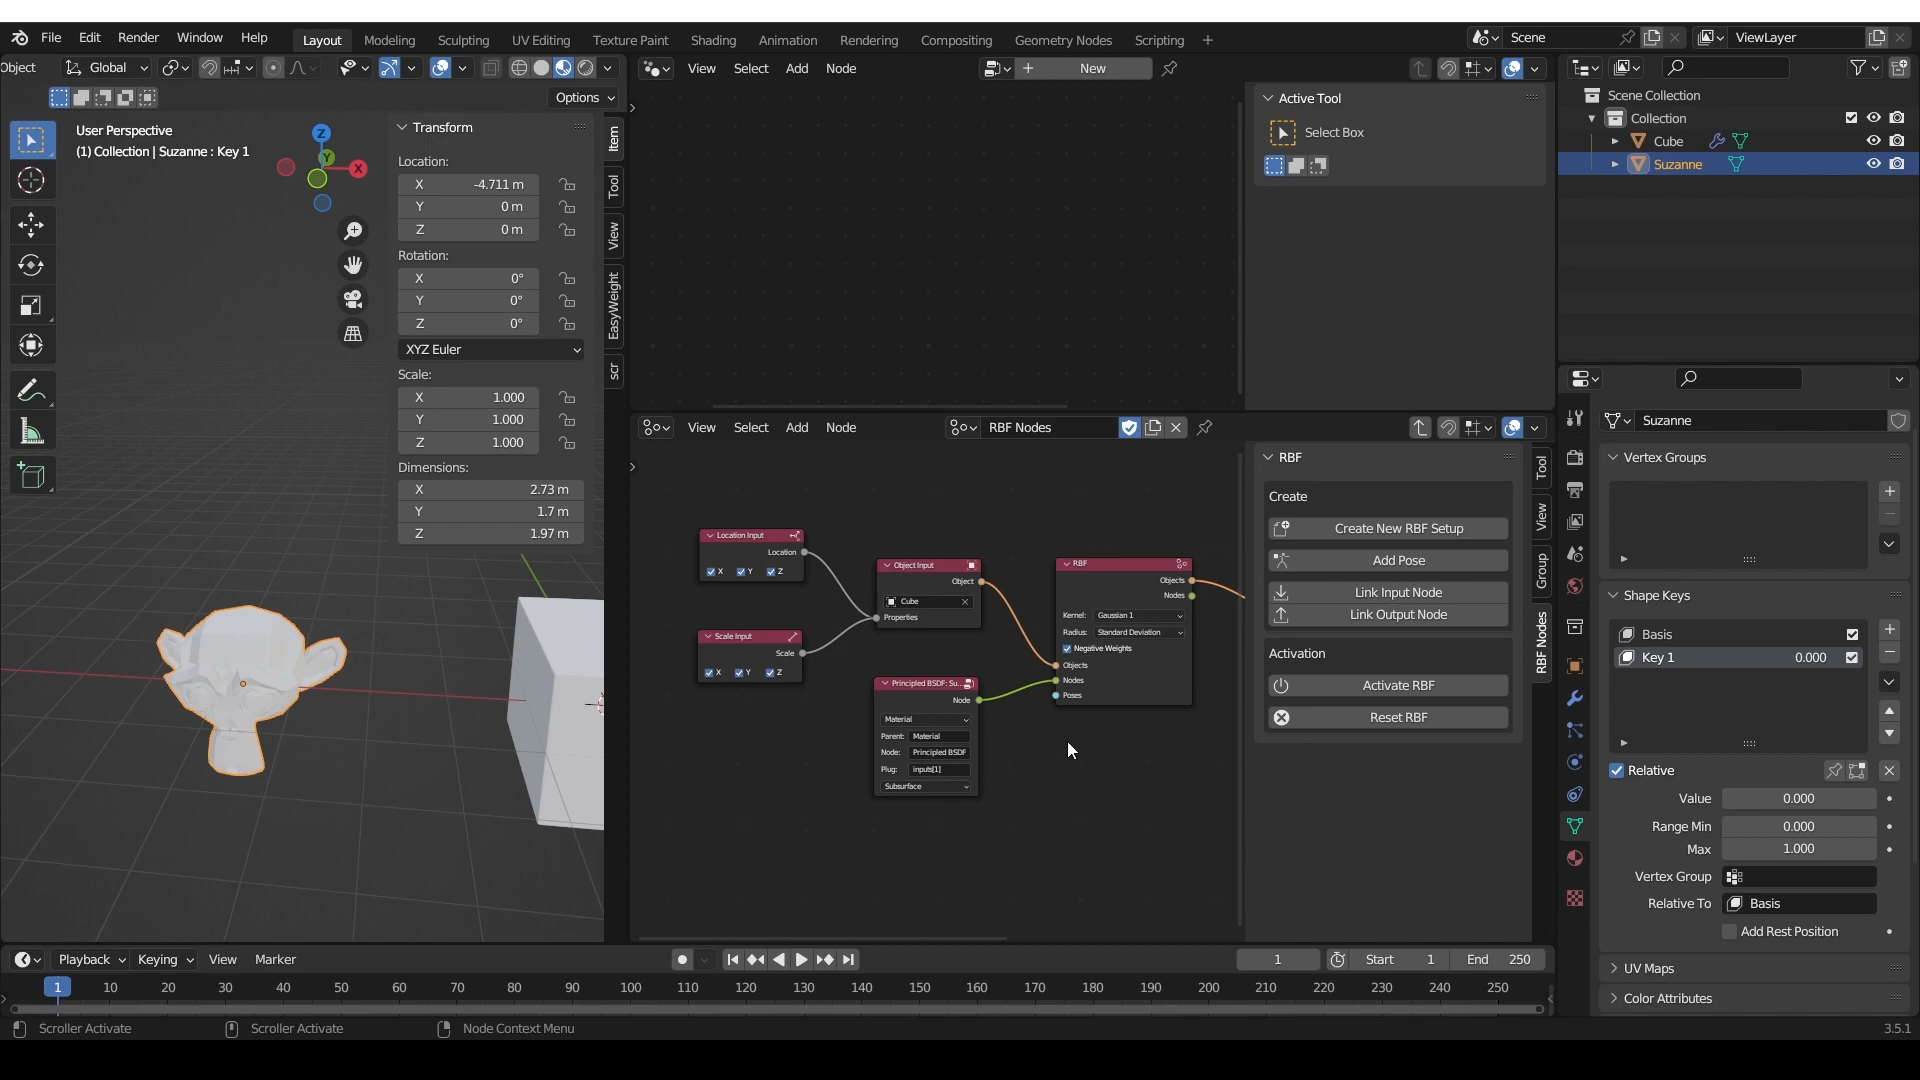 File Edit Render Window Help Layout Modeling Sculpting UV Editing Texture Paint Shading Animation Rendering Compositing Geometry Nodes Scripting + Scene ViewLayer
Object Global
Options
User Perspective
(1) Collection | Suzanne : Key 1
Z
Y
X
Transform
Location:
X -4.711 m
Y 0 m
Z 0 m
Rotation:
X 0°
Y 0°
Z 0°
XYZ Euler
Scale:
X 1.000
Y 1.000
Z 1.000
Dimensions:
X 2.73 m
Y 1.7 m
Z 1.97 m
Item
Tool
View
EasyWeight
scr
View Select Add Node + New
Active Tool
Select Box
View Select Add Node RBF Nodes
Location Input
Location
X Y Z
Scale Input
Scale
X Y Z
Object Input
Object
Cube
Properties
Principled BSDF: Su...
Node
Material
Parent: Material
Node: Principled BSDF
Plug: inputs[1]
Subsurface
RBF
Objects
Nodes
Kernel: Gaussian 1
Radius: Standard Deviation
Negative Weights
Objects
Nodes
Poses
RBF
Create
Create New RBF Setup
Add Pose
Link Input Node
Link Output Node
Activation
Activate RBF
Reset RBF
Tool
View
Group
RBF Nodes
Scene Collection
Collection
Cube
Suzanne
Suzanne
Vertex Groups
Shape Keys
Basis
Key 1 0.000
Relative
Value 0.000
Range Min 0.000
Max 1.000
Vertex Group
Relative To Basis
Add Rest Position
UV Maps
Color Attributes
Playback Keying View Marker 1 Start 1 End 250
1 10 20 30 40 50 60 70 80 90 100 110 120 130 140 150 160 170 180 190 200 210 220 230 240 250
Scroller Activate Scroller Activate Node Context Menu 3.5.1